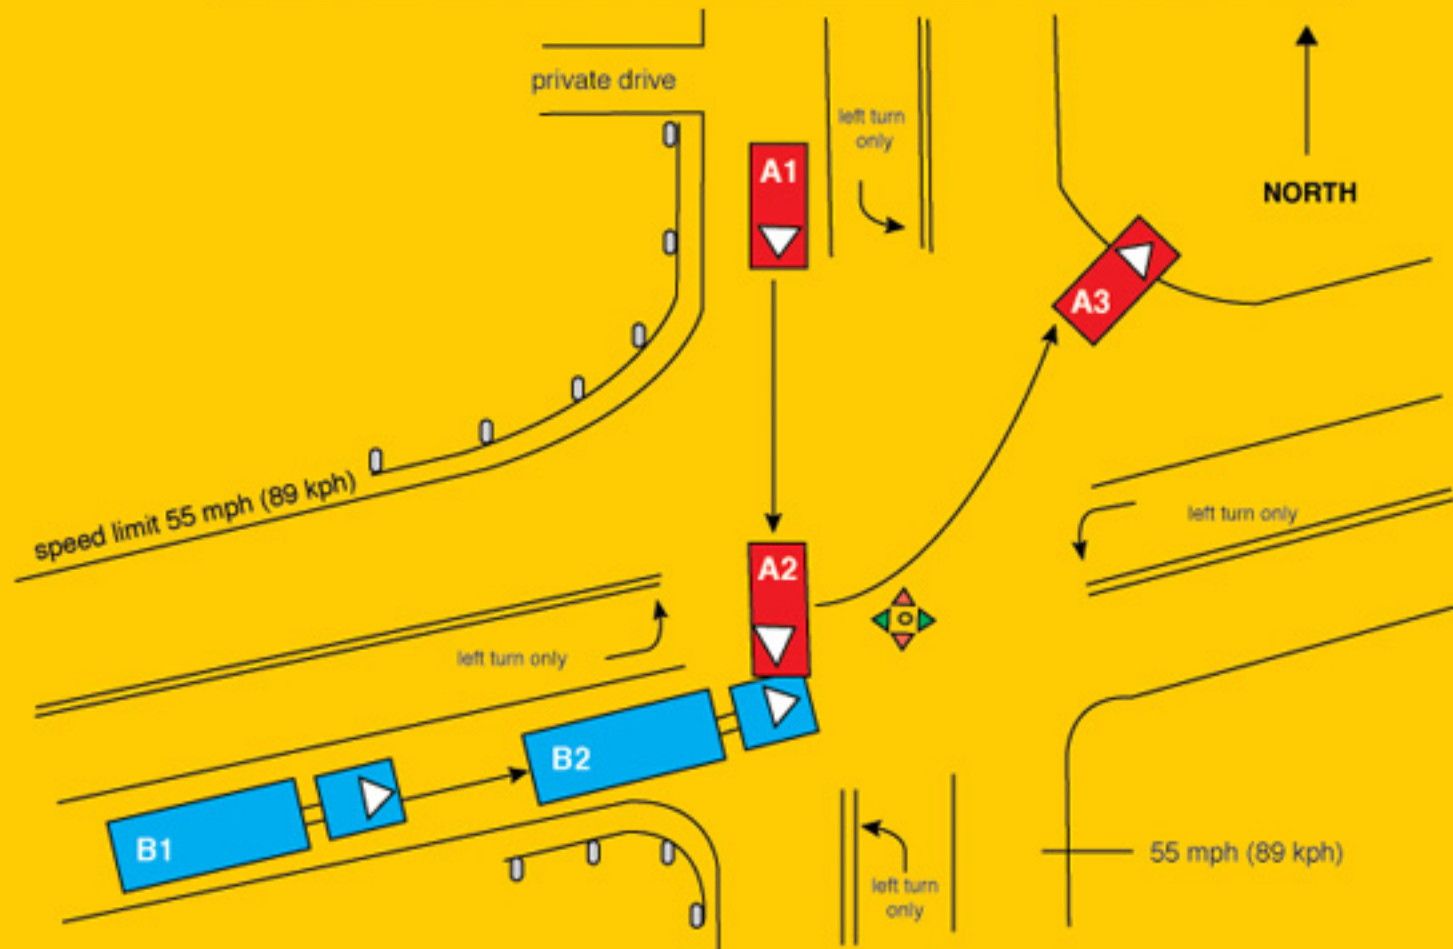 private drive
left turn
only
A1
NORTH
A3
speed limit 55 mph (89 kph)
left turn only
A2
left turn only
B2
B1
55 mph (89 kph)
left turn
only